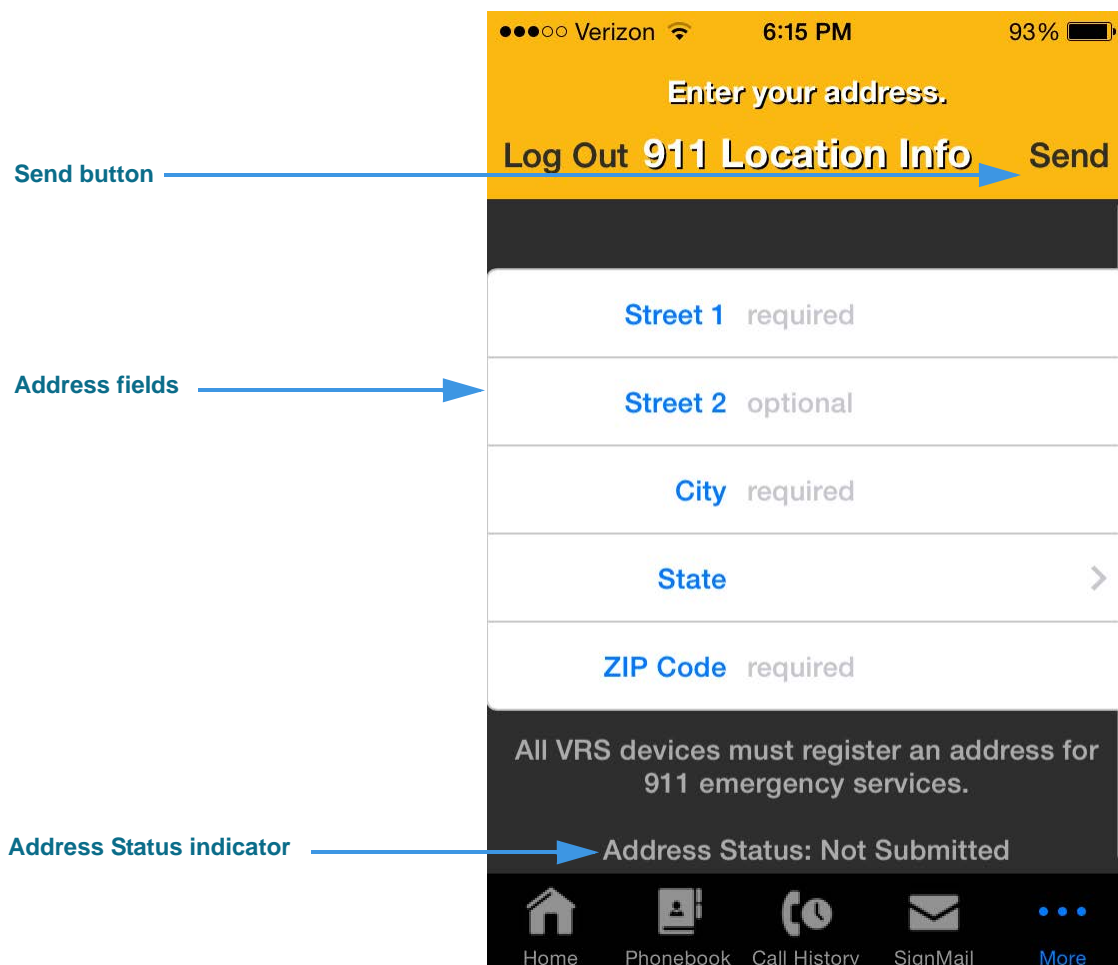 Verizon 6:15 PM 93%
Enter your address.
Log Out 911 Location Info Send
Send button
Street 1 required
Address fields
Street 2 optional
City required
State
ZIP Code required
All VRS devices must register an address for
911 emergency services.
Address Status indicator
Address Status: Not Submitted
Home Phonebook Call History SignMail More